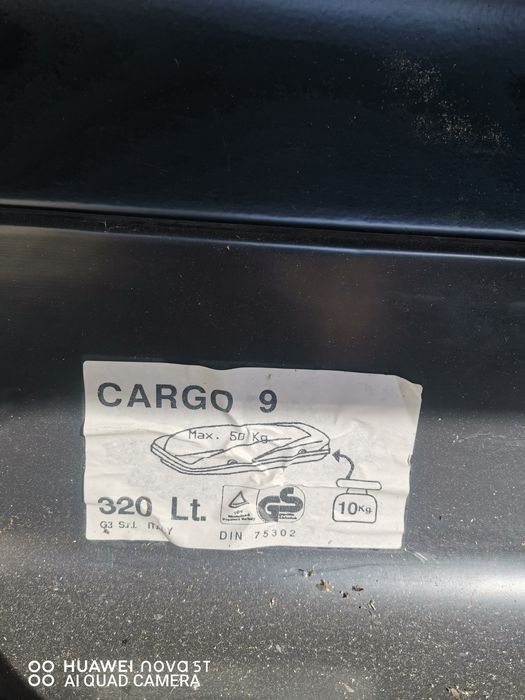 CARGO 9
Max. 50 Kg
320 Lt.
G3 S.r.l. ITALY
GS
10Kg
DIN 75302
HUAWEI nova 5T
AI QUAD CAMERA